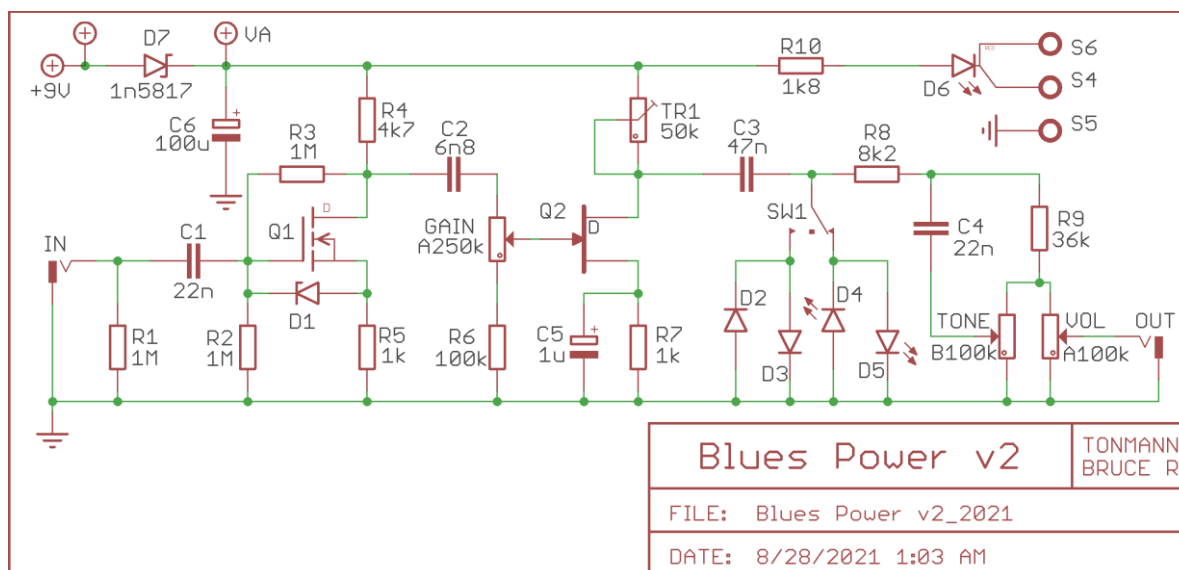 D7
VA
+9V
1n5817
C6
100u
+
R4
4k7
R3
1M
C2
6n8
TR1
50k
C3
47n
R10
1k8
D6
RED
S6
S4
S5
R8
8k2
D
Q1
GAIN
A250k
Q2
D
SW1
C4
22n
R9
36k
IN
C1
22n
D1
R1
1M
R2
1M
R5
1k
R6
100k
C5
1u
+
R7
1k
D2
D3
D4
D5
TONE
B100k
VOL
A100k
OUT
Blues Power v2
TONMANN
BRUCE R
FILE: Blues Power v2_2021
DATE: 8/28/2021 1:03 AM